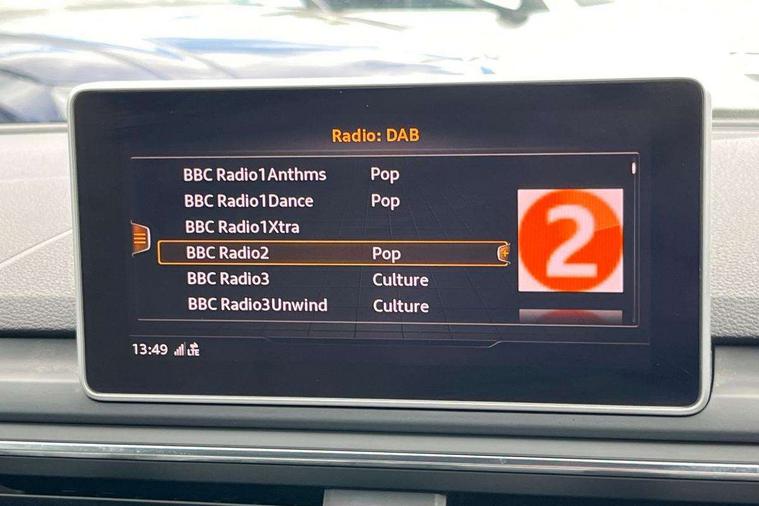 Radio: DAB
BBC Radio1Anthms Pop
BBC Radio1Dance Pop
BBC Radio1Xtra
BBC Radio2 Pop
2
BBC Radio3 Culture
BBC Radio3Unwind Culture
13:49 LTE